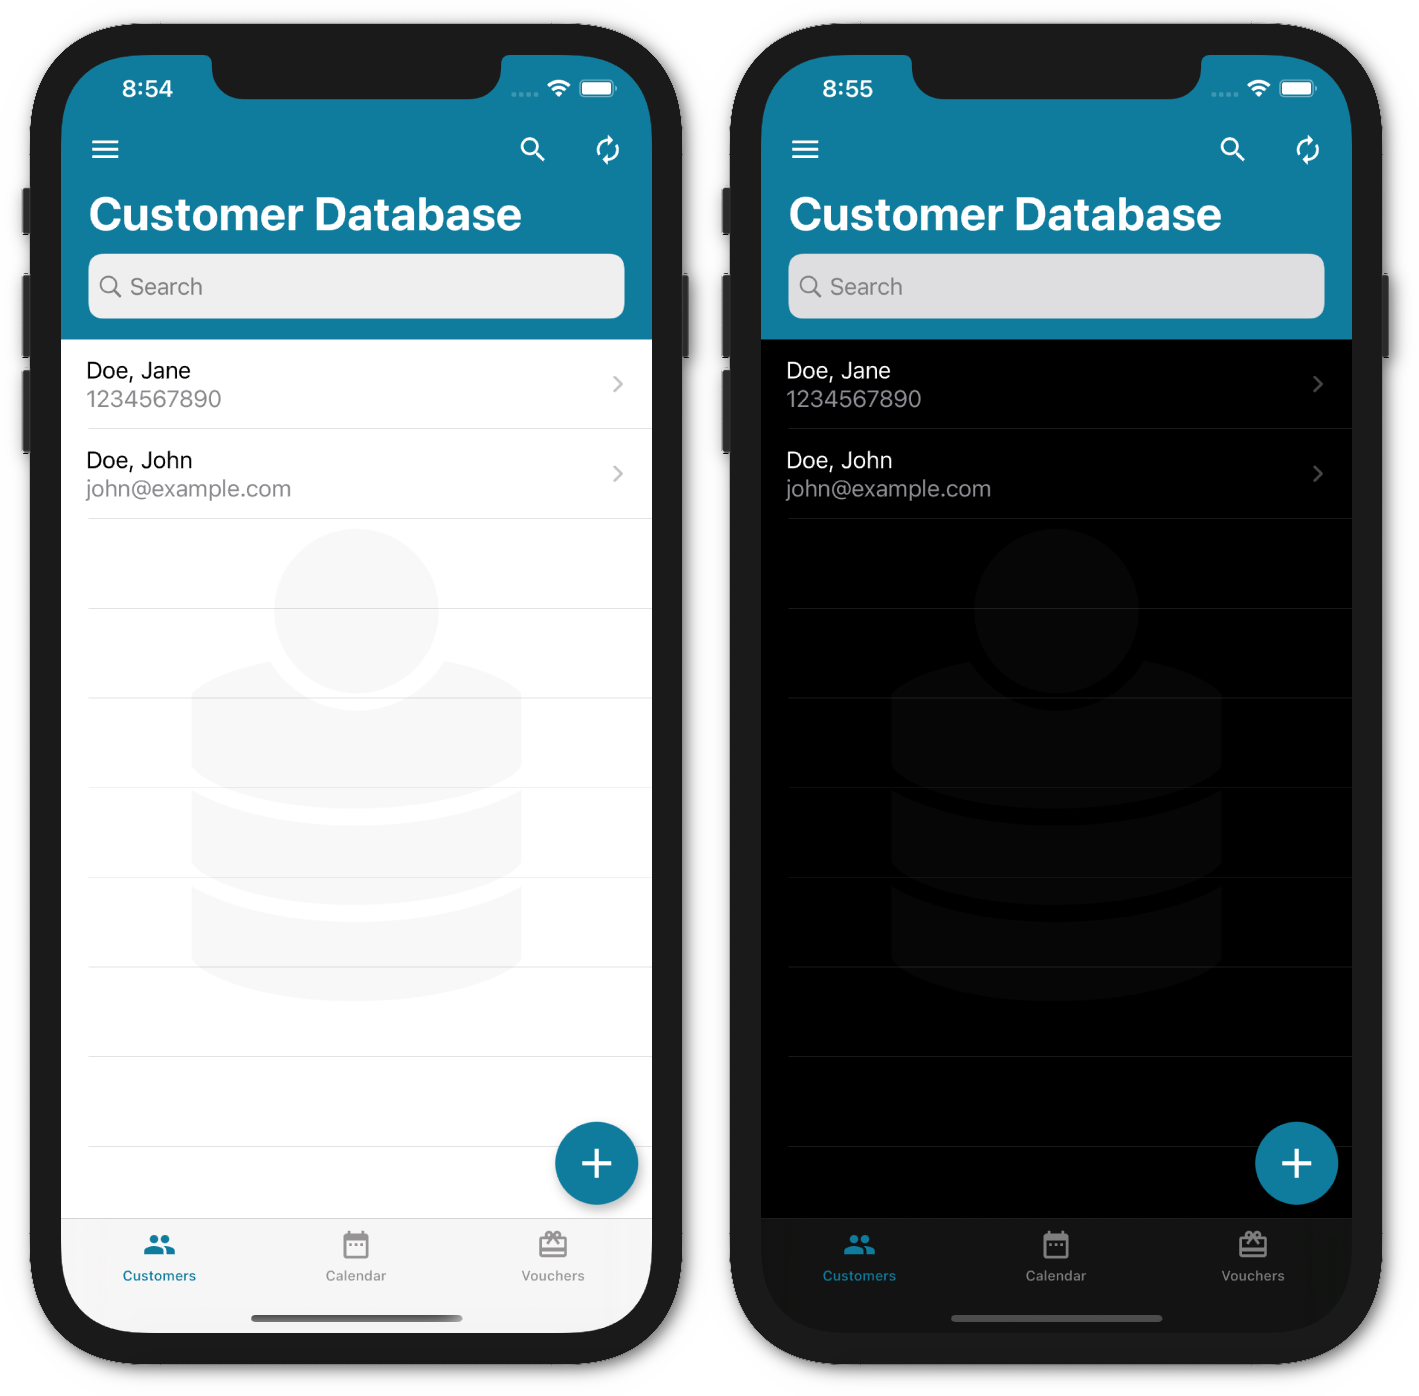 8:54
Customer Database
Search
Doe, Jane
1234567890
Doe, John
john@example.com
Customers
Calendar
Vouchers
8:55
Customer Database
Search
Doe, Jane
1234567890
Doe, John
john@example.com
Customers
Calendar
Vouchers